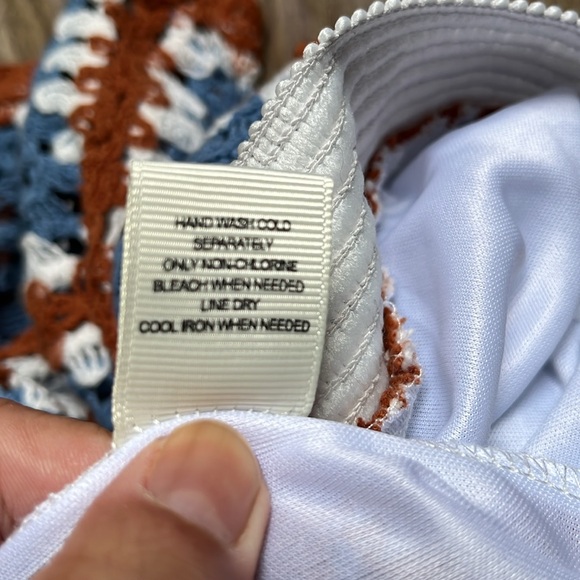 HAND WASH COLD
SEPARATELY
ONLY NON-CHLORINE
BLEACH WHEN NEEDED
LINE DRY
COOL IRON WHEN NEEDED